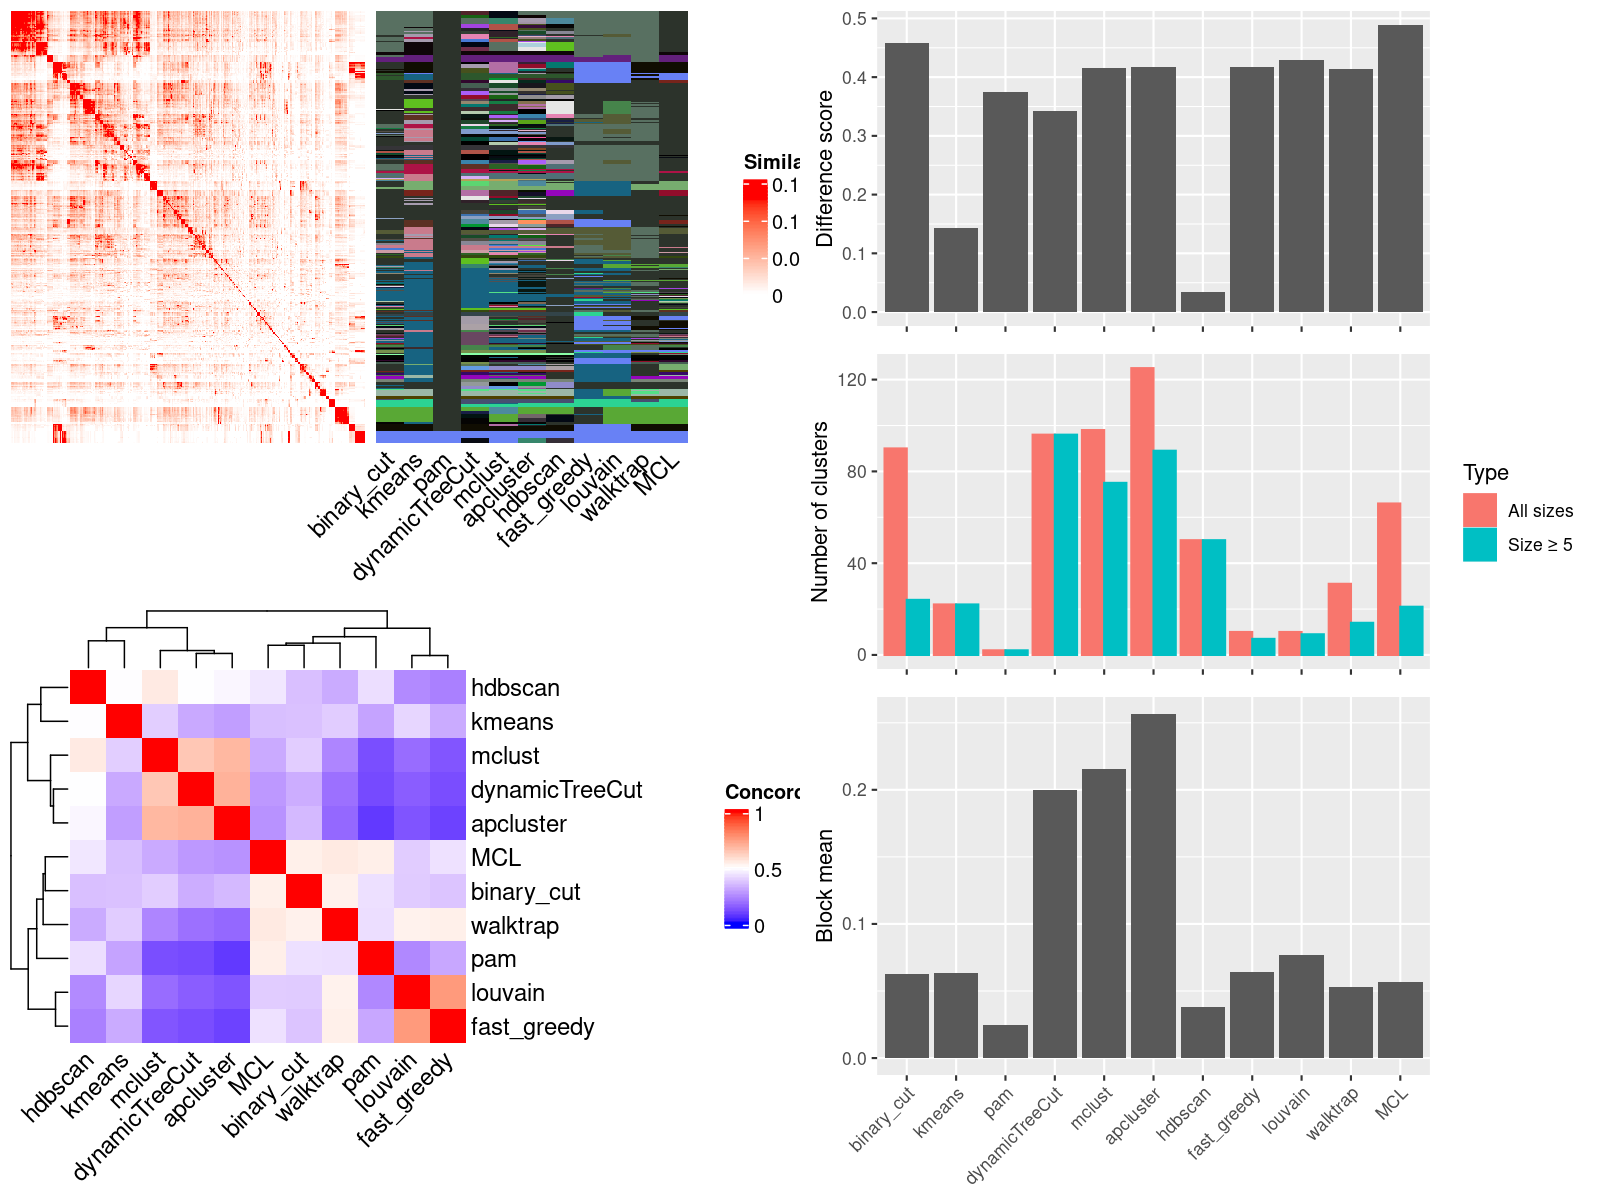 Simila
0.1
0.1
0.0
0
binary_cut
kmeans
pam
dynamicTreeCut
mclust
apcluster
hdbscan
fast_greedy
louvain
walktrap
MCL
hdbscan
kmeans
mclust
dynamicTreeCut
apcluster
MCL
binary_cut
walktrap
pam
louvain
fast_greedy
hdbscan
kmeans
mclust
dynamicTreeCut
apcluster
MCL
binary_cut
walktrap
pam
louvain
fast_greedy
Concord
1
0.5
0
Difference score
0.5
0.4
0.3
0.2
0.1
0.0
Number of clusters
120
80
40
0
Type
All sizes
Size ≥ 5
Block mean
0.2
0.1
0.0
binary_cut
kmeans
pam
dynamicTreeCut
mclust
apcluster
hdbscan
fast_greedy
louvain
walktrap
MCL